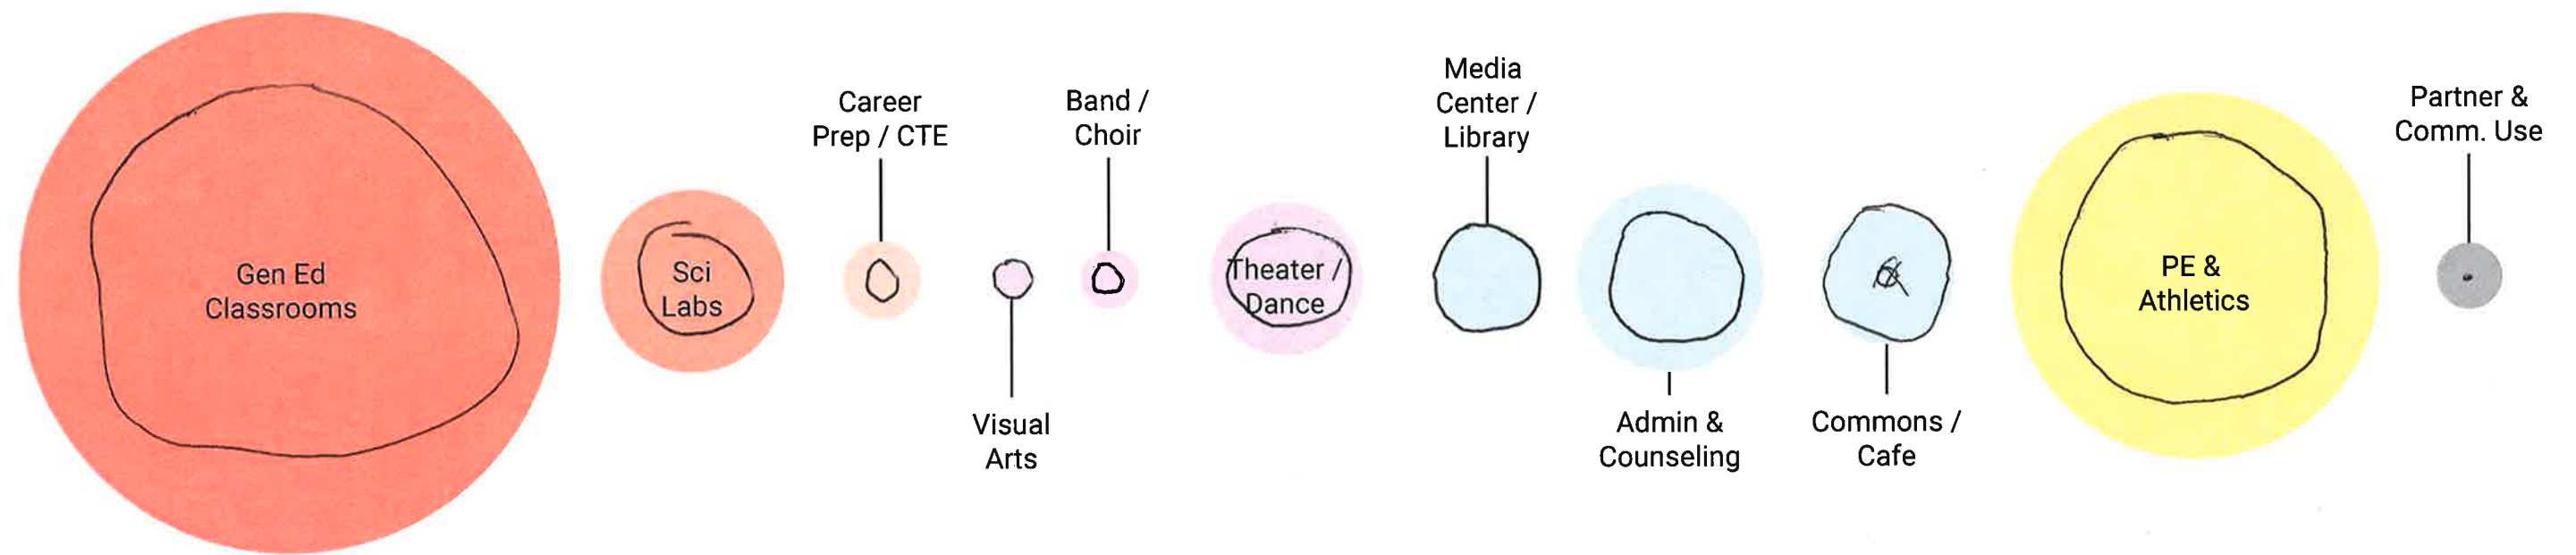 Gen Ed
Classrooms
Sci
Labs
Career
Prep / CTE
Visual
Arts
Band /
Choir
Theater /
Dance
Media
Center /
Library
Admin &
Counseling
Commons /
Cafe
PE &
Athletics
Partner &
Comm. Use